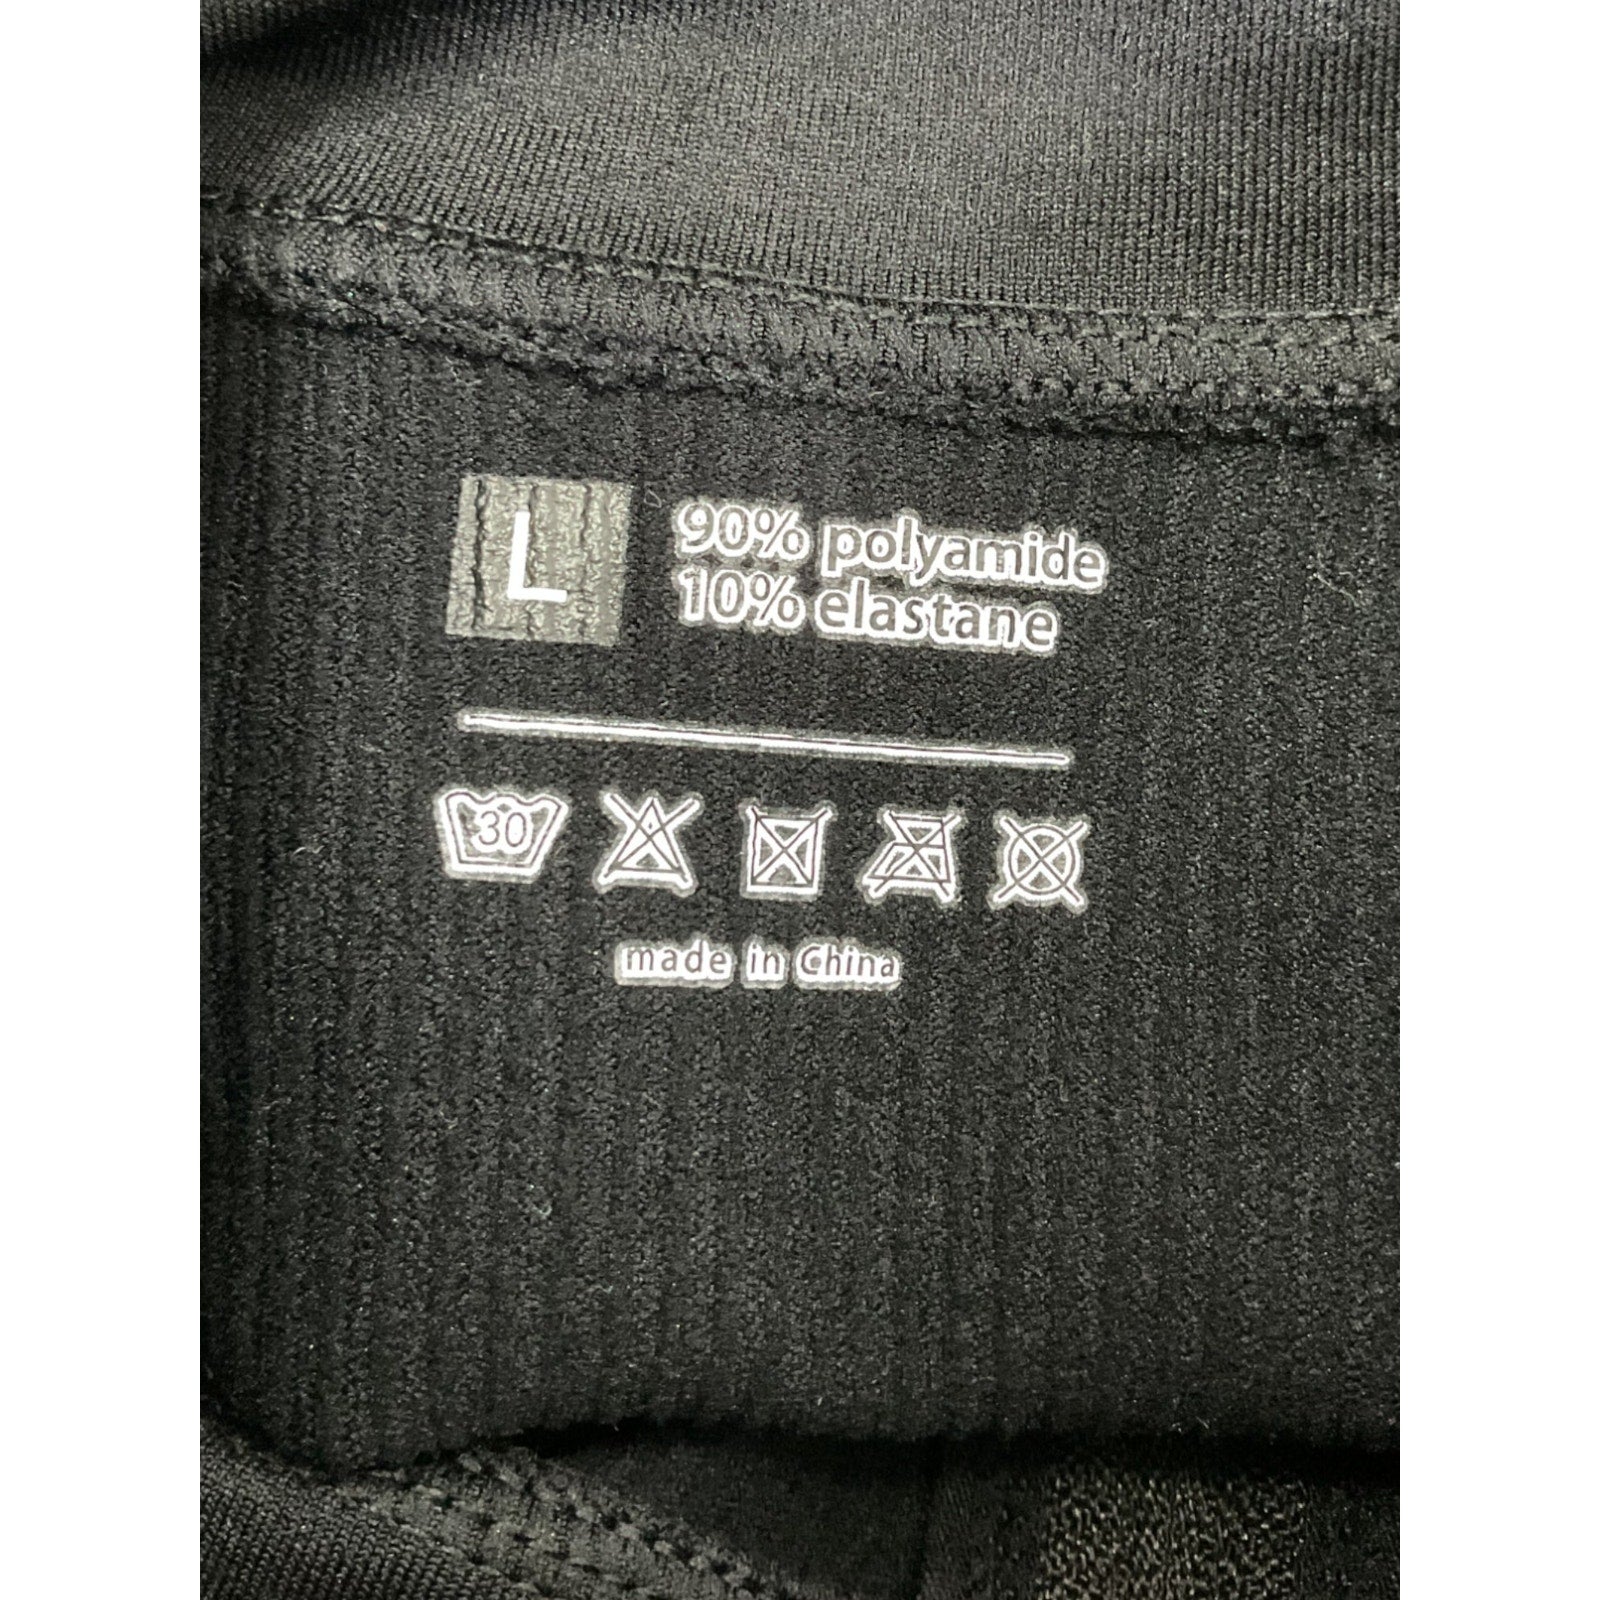 L
90% polyamide
10% elastane
30
made in China